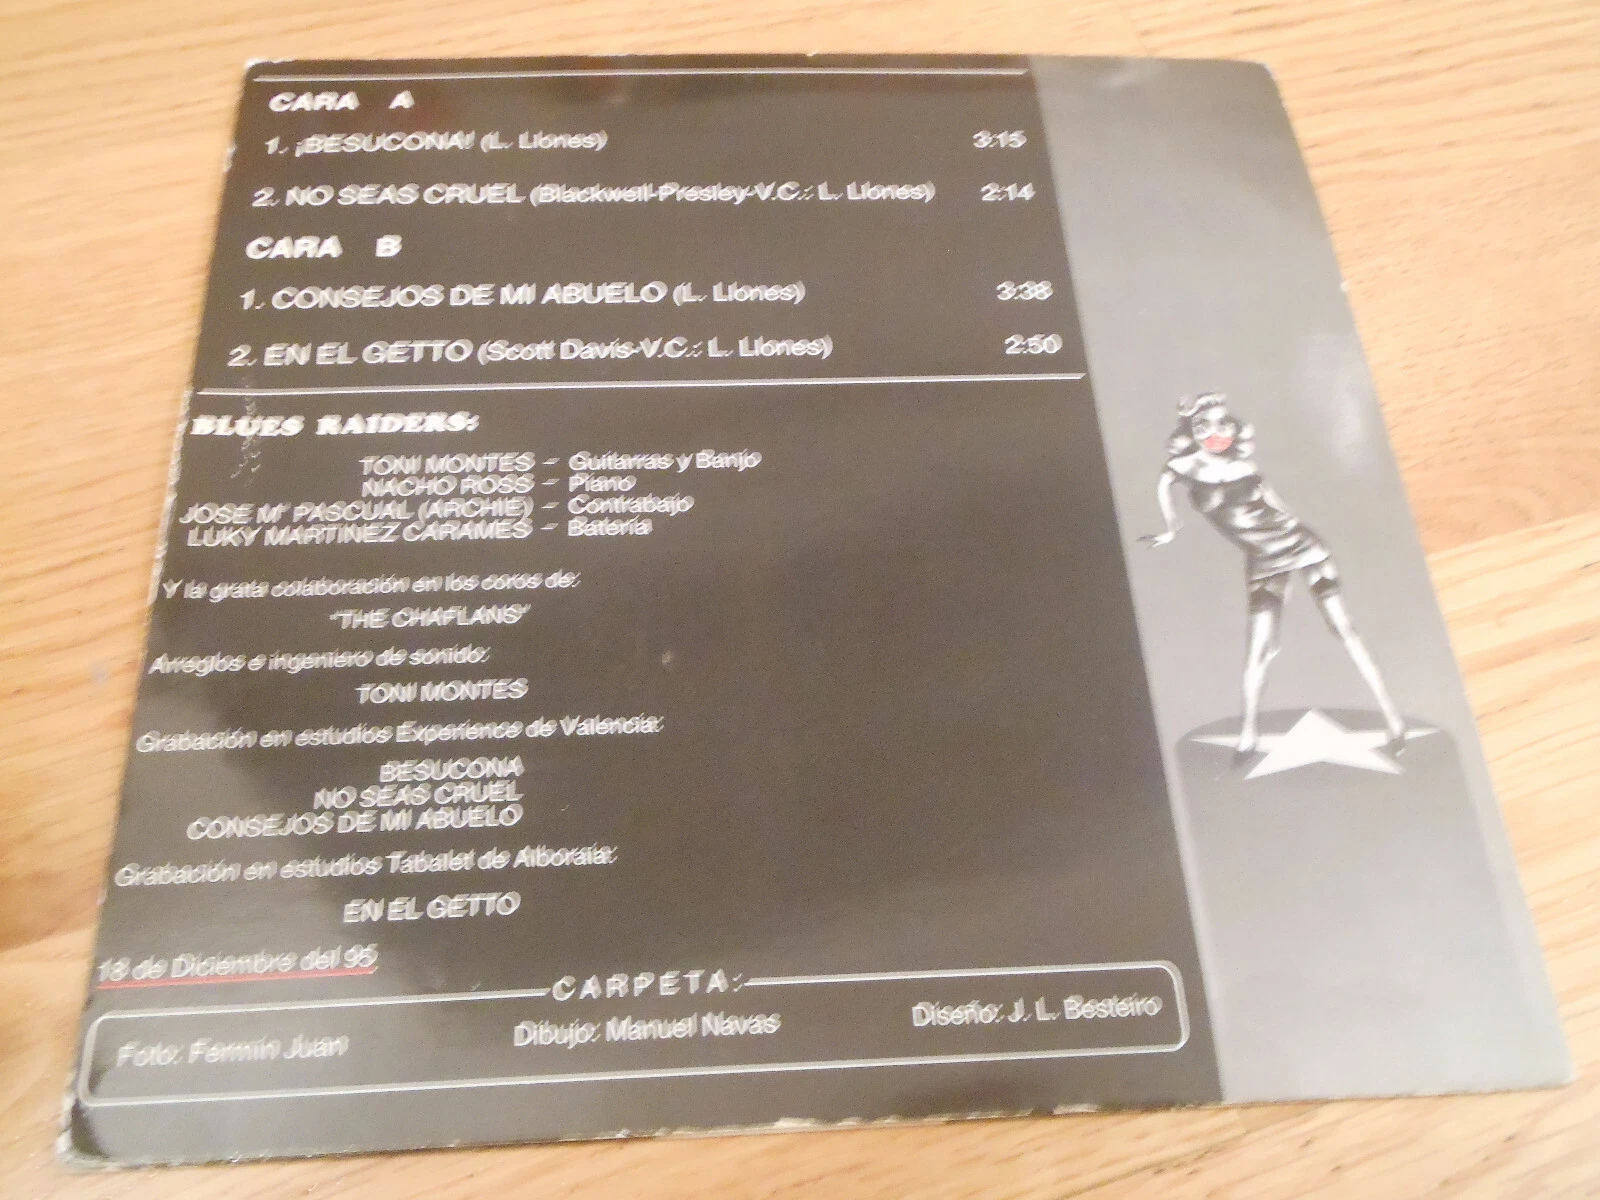 CARA A
1. ¡BESUCONA! (L. Llones) 3:15
2. NO SEAS CRUEL (Blackwell-Presley-V.C.: L. Llones) 2:14
CARA B
1. CONSEJOS DE MI ABUELO (L. Llones) 3:38
2. EN EL GETTO (Scott Davis-V.C.: L. Llones) 2:50
BLUES RAIDERS:
TONI MONTES – Guitarras y Banjo
NACHO ROSS – Piano
JOSE Mª PASCUAL (ARCHIE) – Contrabajo
LUKY MARTINEZ CARAMES – Batería
Y la grata colaboración en los coros de:
"THE CHAFLANS"
Arreglos e ingeniero de sonido:
TONI MONTES
Grabación en estudios Experience de Valencia:
BESUCONA
NO SEAS CRUEL
CONSEJOS DE MI ABUELO
Grabación en estudios Tabalet de Alboraia:
EN EL GETTO
18 de Diciembre del 95
CARPETA:
Foto: Fermín Juan Dibujo: Manuel Navas Diseño: J. L. Besteiro